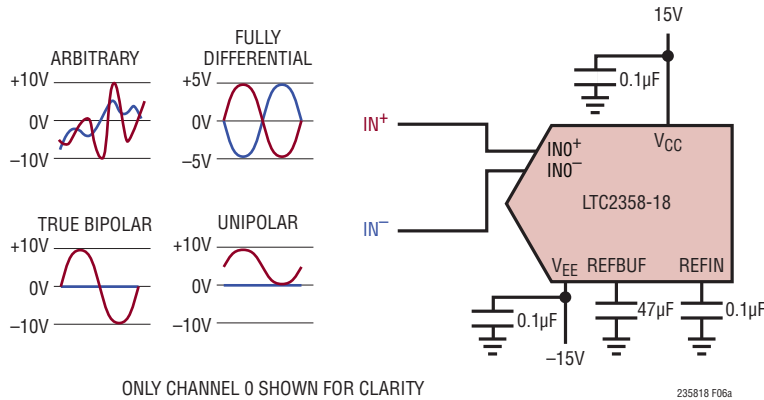 ARBITRARY
+10V
0V
–10V
FULLY
DIFFERENTIAL
+5V
0V
–5V
TRUE BIPOLAR
+10V
0V
–10V
UNIPOLAR
+10V
0V
–10V
15V
0.1µF
IN+
IN–
IN0+
IN0–
VCC
LTC2358-18
VEE
REFBUF
REFIN
0.1µF
47µF
0.1µF
–15V
ONLY CHANNEL 0 SHOWN FOR CLARITY
235818 F06a